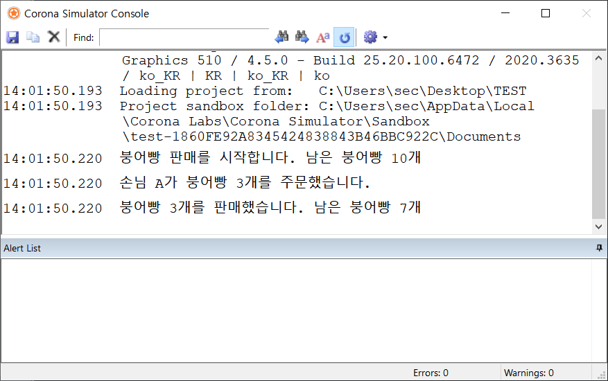 Corona Simulator Console
Find:
Graphics 510 / 4.5.0 - Build 25.20.100.6472 / 2020.3635
/ ko_KR | KR | ko_KR | ko
14:01:50.193 Loading project from: C:\Users\sec\Desktop\TEST
14:01:50.193 Project sandbox folder: C:\Users\sec\AppData\Local
\Corona Labs\Corona Simulator\Sandbox
\test-1860FE92A8345424838843B46BBC922C\Documents
14:01:50.220 붕어빵 판매를 시작합니다. 남은 붕어빵 10개
14:01:50.220 손님 A가 붕어빵 3개를 주문했습니다.
14:01:50.220 붕어빵 3개를 판매했습니다. 남은 붕어빵 7개
Alert List
Errors: 0 Warnings: 0